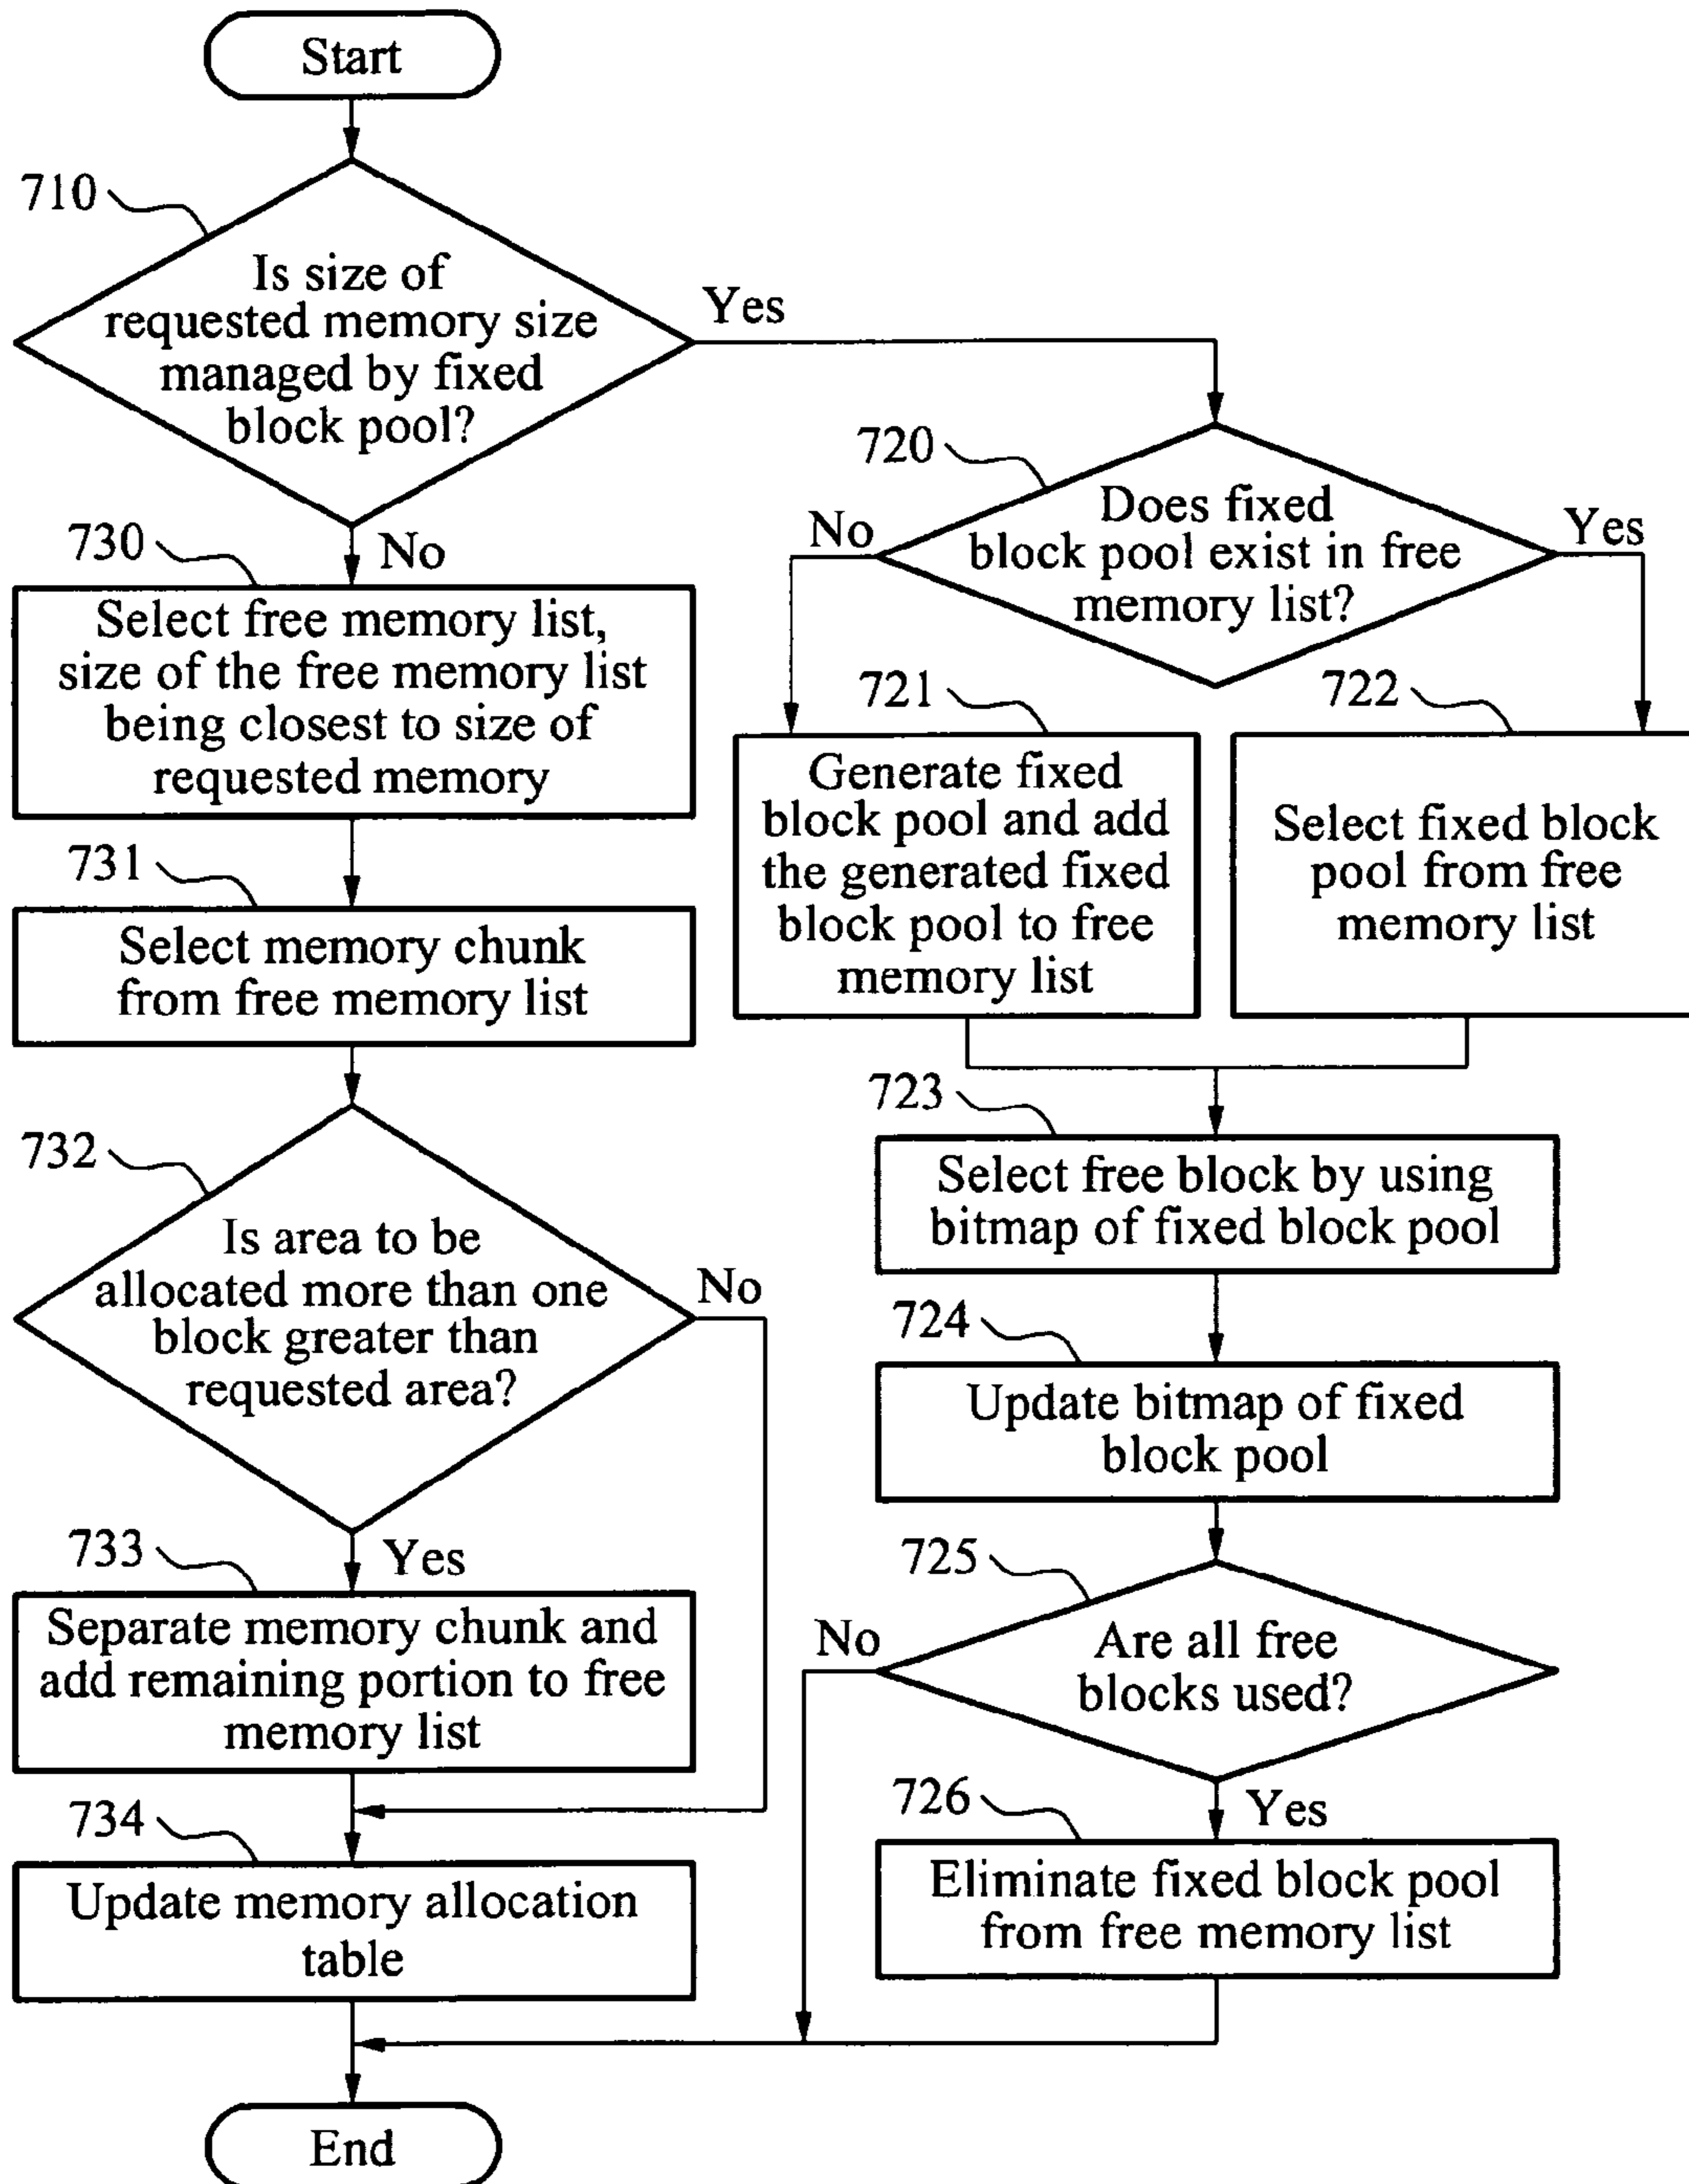 Start
710
Is size of
requested memory size
managed by fixed
block pool?
Yes
No
720
Does fixed
block pool exist in free
memory list?
No
Yes
730
Select free memory list,
size of the free memory list
being closest to size of
requested memory
721
Generate fixed
block pool and add
the generated fixed
block pool to free
memory list
722
Select fixed block
pool from free
memory list
731
Select memory chunk
from free memory list
723
Select free block by using
bitmap of fixed block pool
732
Is area to be
allocated more than one
block greater than
requested area?
No
Yes
724
Update bitmap of fixed
block pool
733
Separate memory chunk and
add remaining portion to free
memory list
725
Are all free
blocks used?
No
Yes
734
Update memory allocation
table
726
Eliminate fixed block pool
from free memory list
End